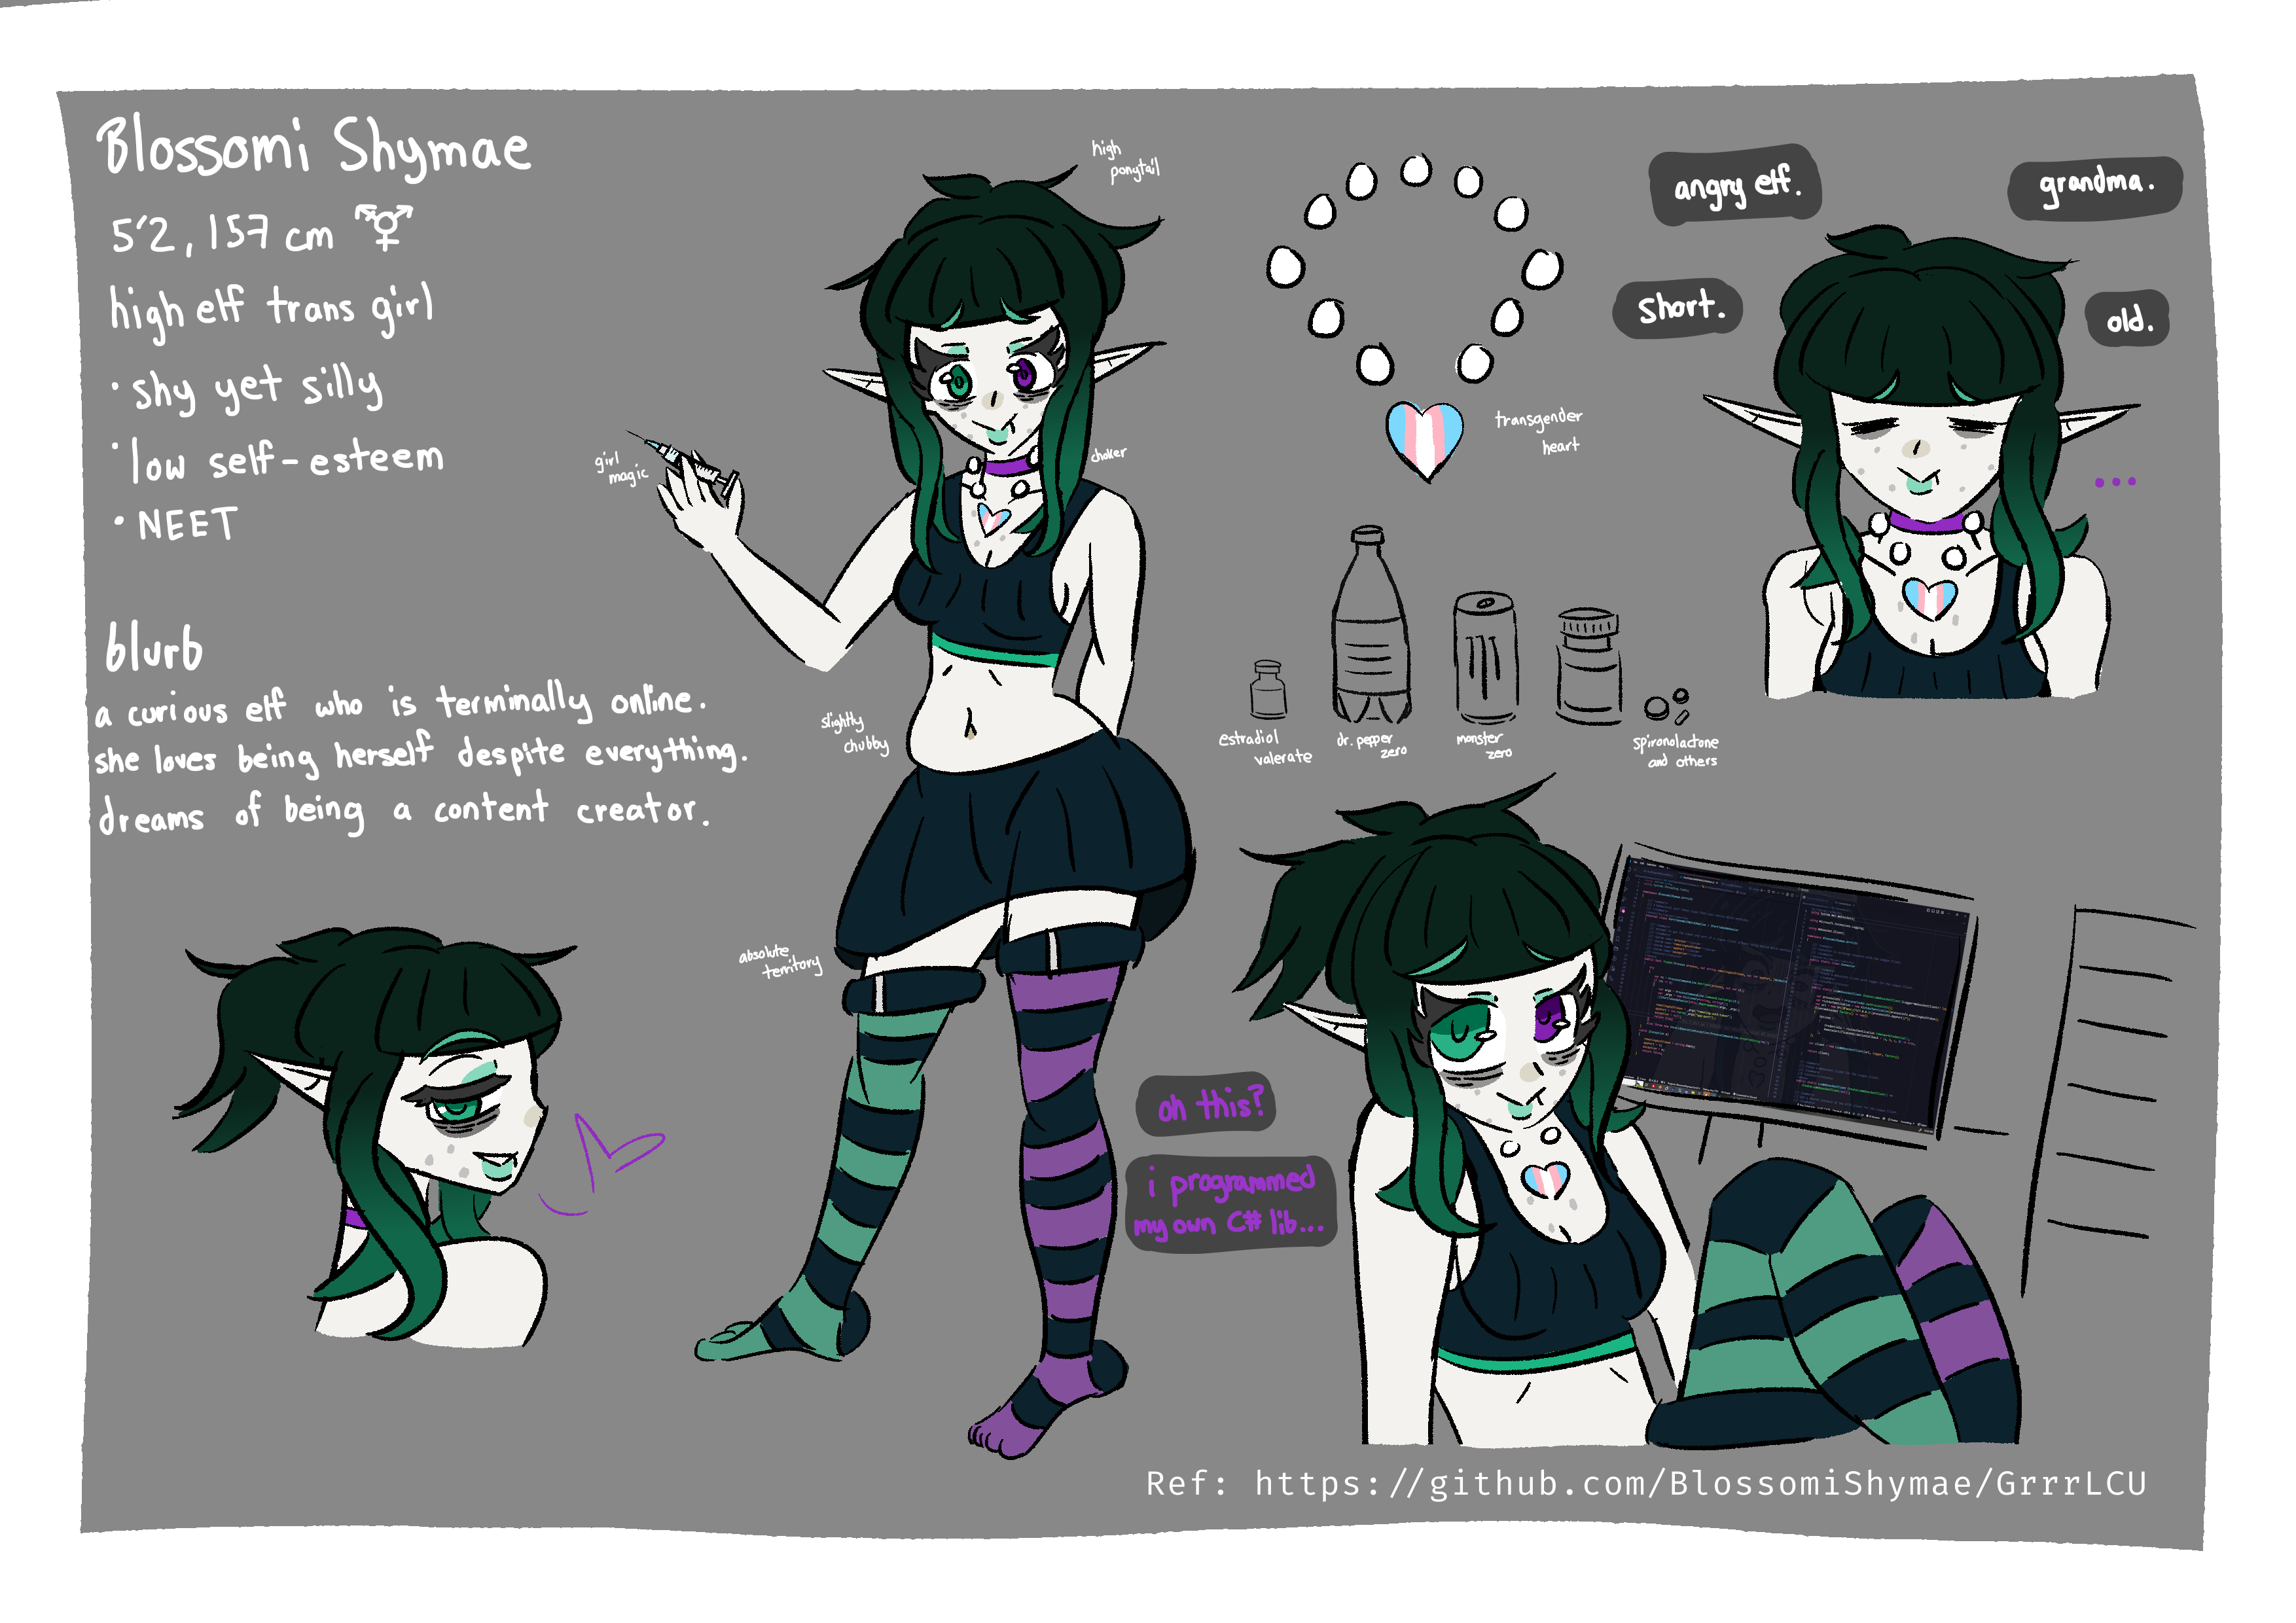 Blossomi Shymae
5'2, 157 cm ⚧
high elf trans girl
• shy yet silly
• low self-esteem
• NEET
blurb
a curious elf who is terminally online.
she loves being herself despite everything.
dreams of being a content creator.
high
ponytail
girl
magic
choker
slightly
chubby
absolute
territory
transgender
heart
estradiol
valerate
dr. pepper
zero
monster
zero
spironolactone
and others
angry elf.
grandma.
short.
old.
...
oh this?
i programmed
my own C# lib...
Ref: https://github.com/BlossomiShymae/GrrrLCU